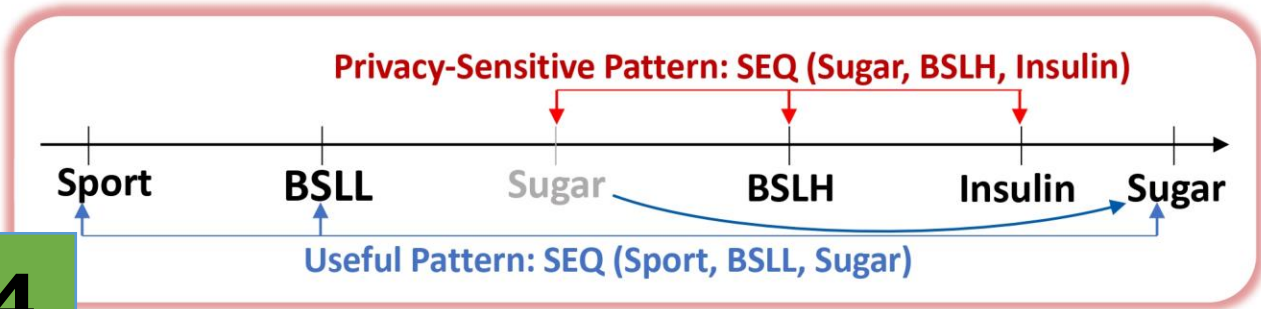 Privacy-Sensitive Pattern: SEQ (Sugar, BSLH, Insulin)
Sport BSLL Sugar BSLH Insulin Sugar
Useful Pattern: SEQ (Sport, BSLL, Sugar)
4